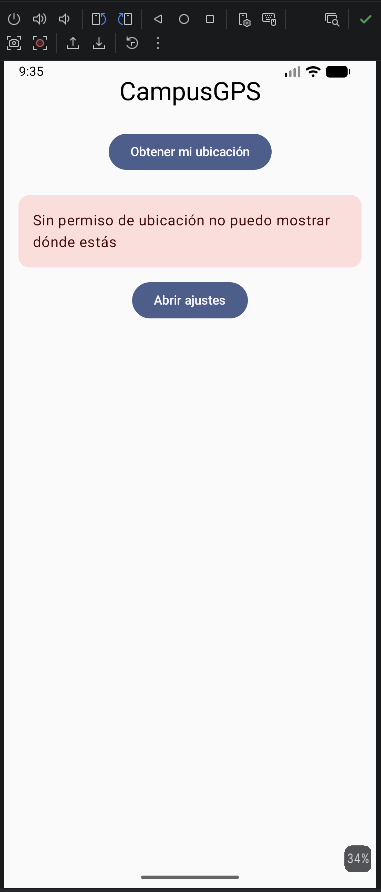 9:35
CampusGPS
Obtener mi ubicación
Sin permiso de ubicación no puedo mostrar
dónde estás
Abrir ajustes
34%